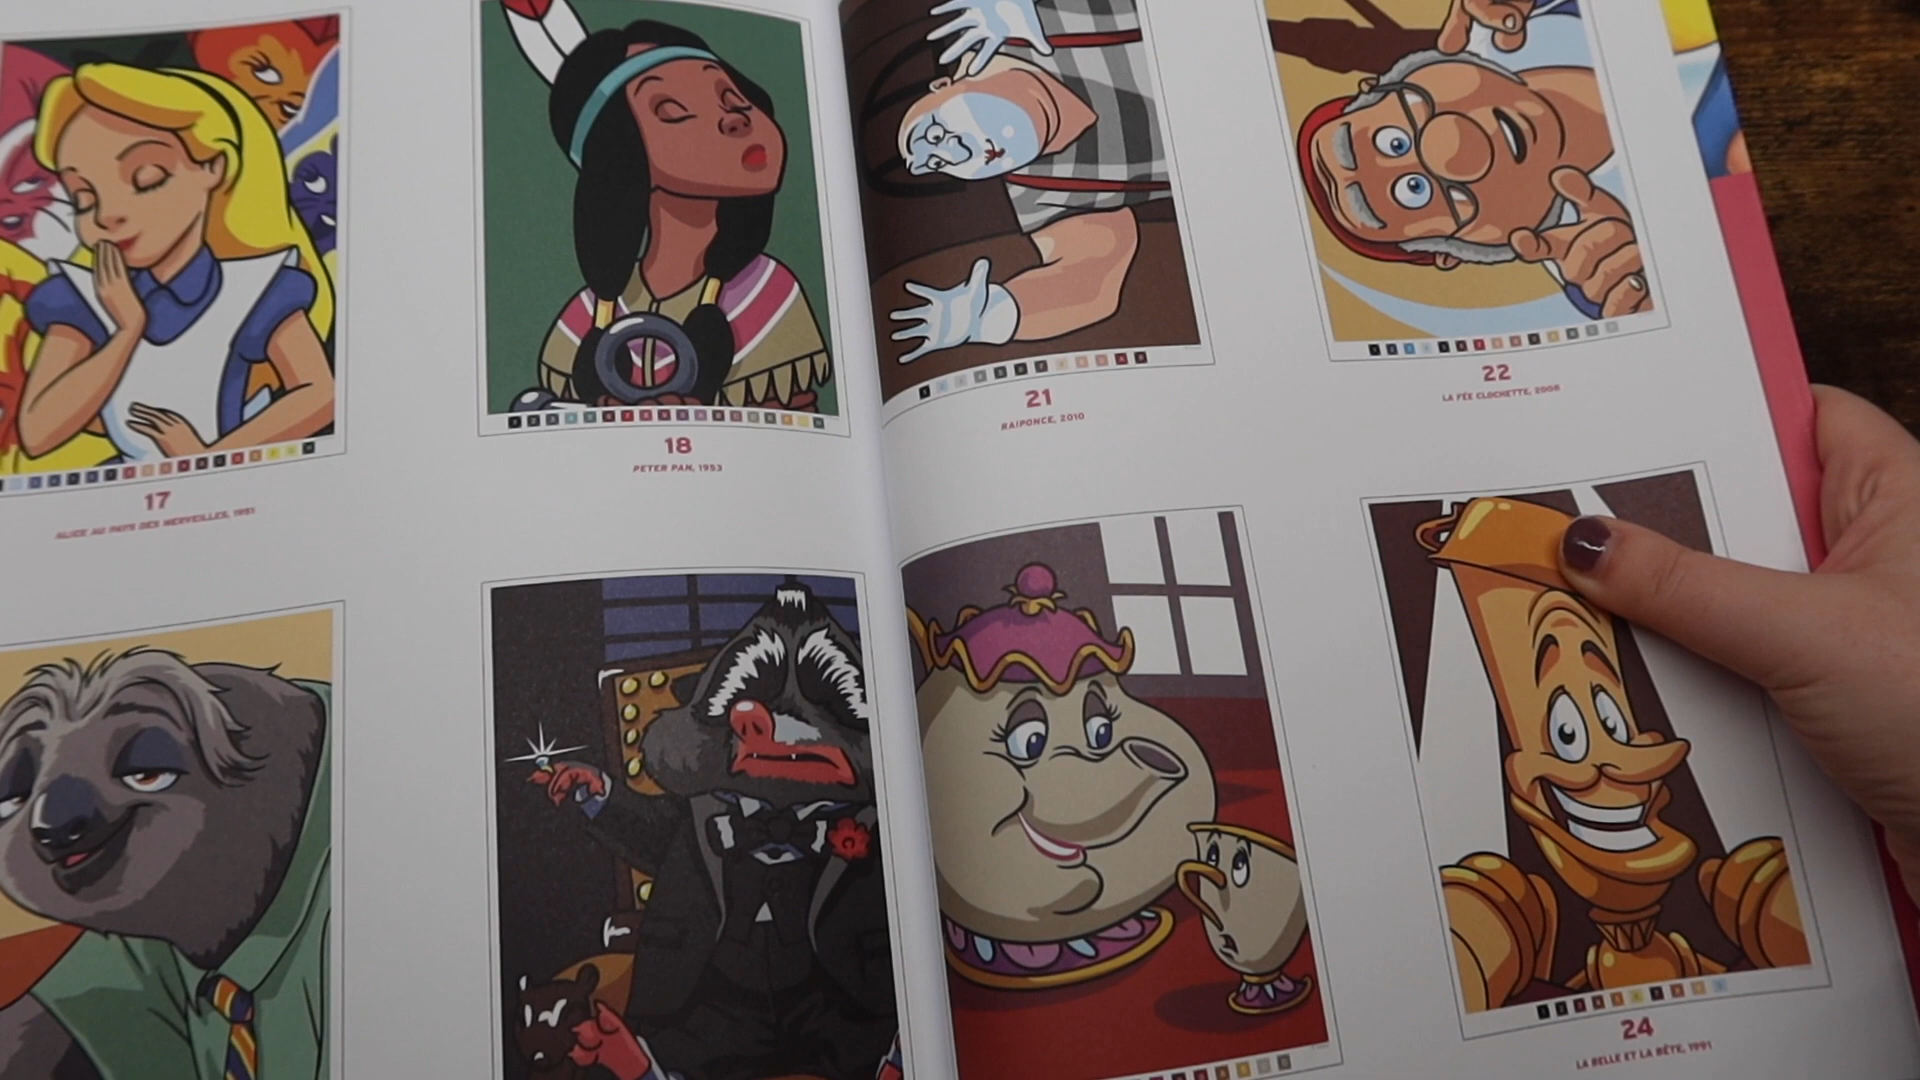 17
ALICE AU PAYS DES MERVEILLES, 1951
18
PETER PAN, 1953
21
RAIPONCE, 2010
22
LA FÉE CLOCHETTE, 2008
24
LA BELLE ET LA BÊTE, 1991